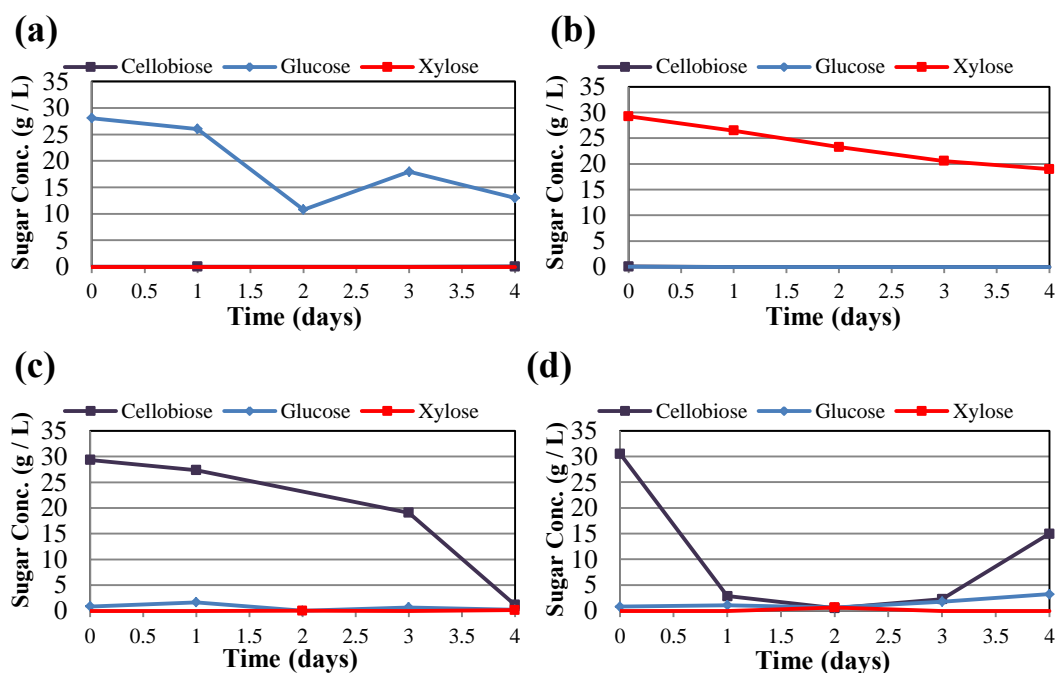 (a)
Cellobiose Glucose Xylose
Sugar Conc. (g / L)
35
30
25
20
15
10
5
0
0 0.5 1 1.5 2 2.5 3 3.5 4
Time (days)
(b)
Cellobiose Glucose Xylose
Sugar Conc. (g / L)
35
30
25
20
15
10
5
0
0 0.5 1 1.5 2 2.5 3 3.5 4
Time (days)
(c)
Cellobiose Glucose Xylose
Sugar Conc. (g / L)
35
30
25
20
15
10
5
0
0 0.5 1 1.5 2 2.5 3 3.5 4
Time (days)
(d)
Cellobiose Glucose Xylose
Sugar Conc. (g / L)
35
30
25
20
15
10
5
0
0 0.5 1 1.5 2 2.5 3 3.5 4
Time (days)